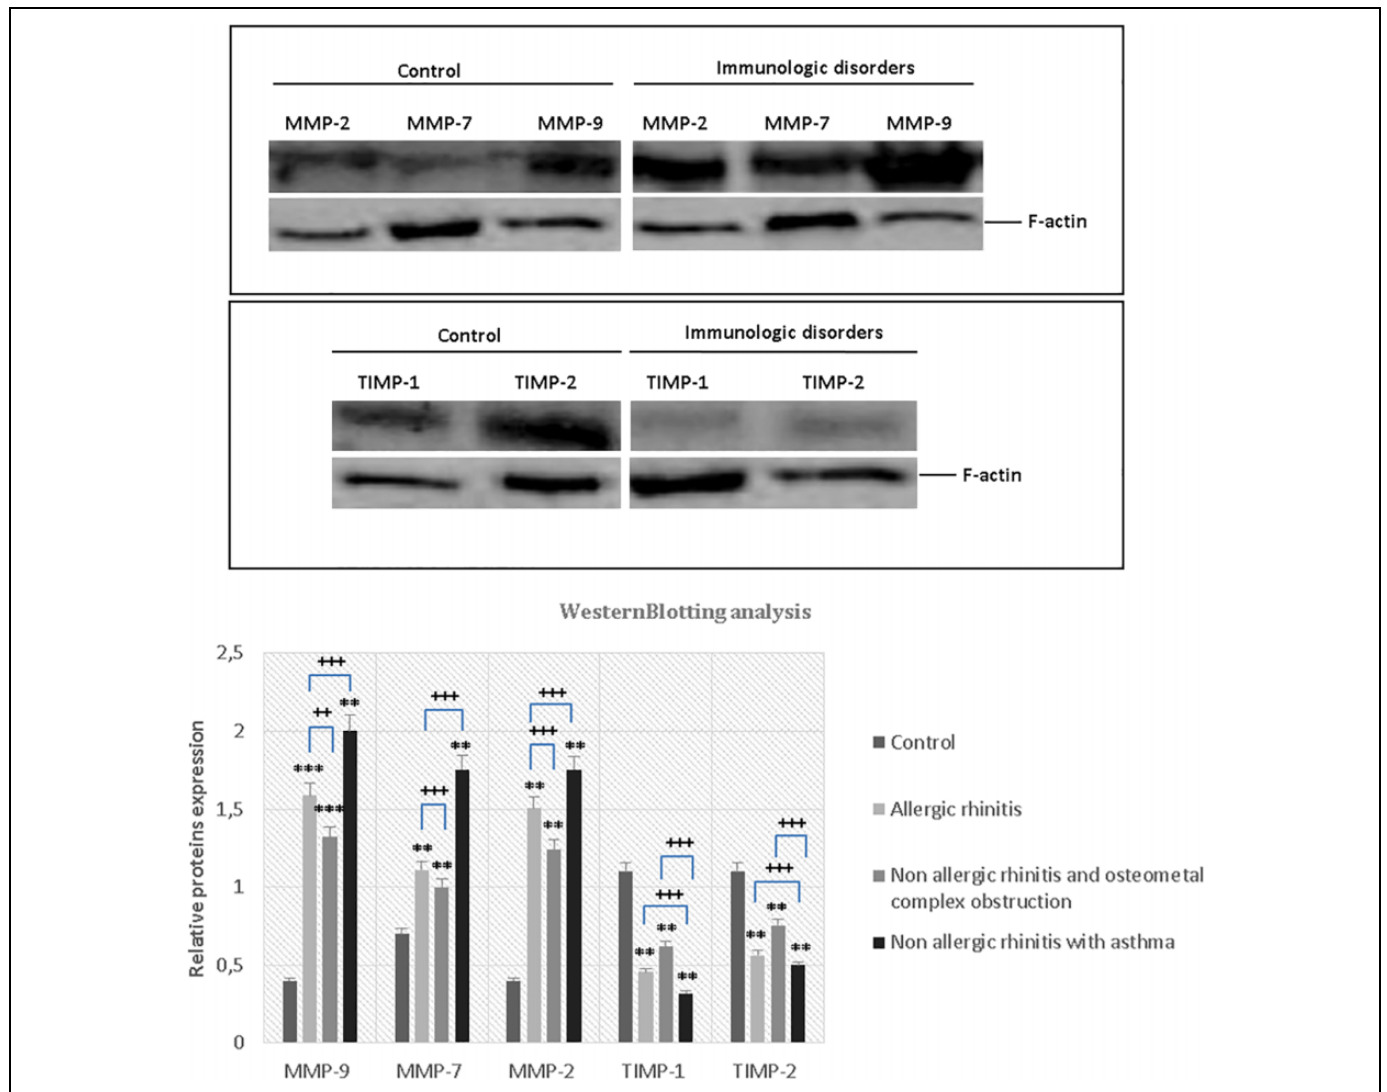 Control
Immunologic disorders
MMP-2 MMP-7 MMP-9 MMP-2 MMP-7 MMP-9
F-actin
Control
Immunologic disorders
TIMP-1 TIMP-2 TIMP-1 TIMP-2
F-actin
WesternBlotting analysis
Relative proteins expression
2,5
2
1,5
1
0,5
0
+++
**
++
***
***
+++
**
+++
**
**
+++
**
+++
**
**
+++
+++
**
**
**
+++
+++
**
**
**
MMP-9 MMP-7 MMP-2 TIMP-1 TIMP-2
Control
Allergic rhinitis
Non allergic rhinitis and osteometal
complex obstruction
Non allergic rhinitis with asthma